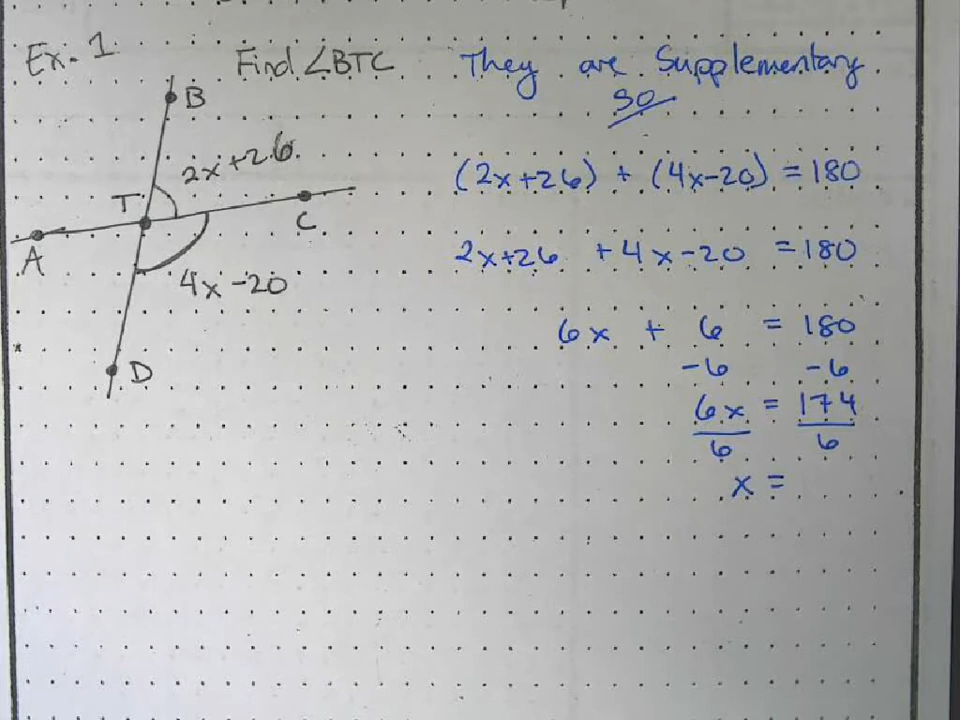 Ex. 1
Find ∠BTC They are Supplementary
so
B
2x+26
T
C
A
4x-20
D
(2x+26) + (4x-20) = 180
2x+26 +4x-20 = 180
6x + 6 = 180
-6 -6
6x = 174
6 6
x =